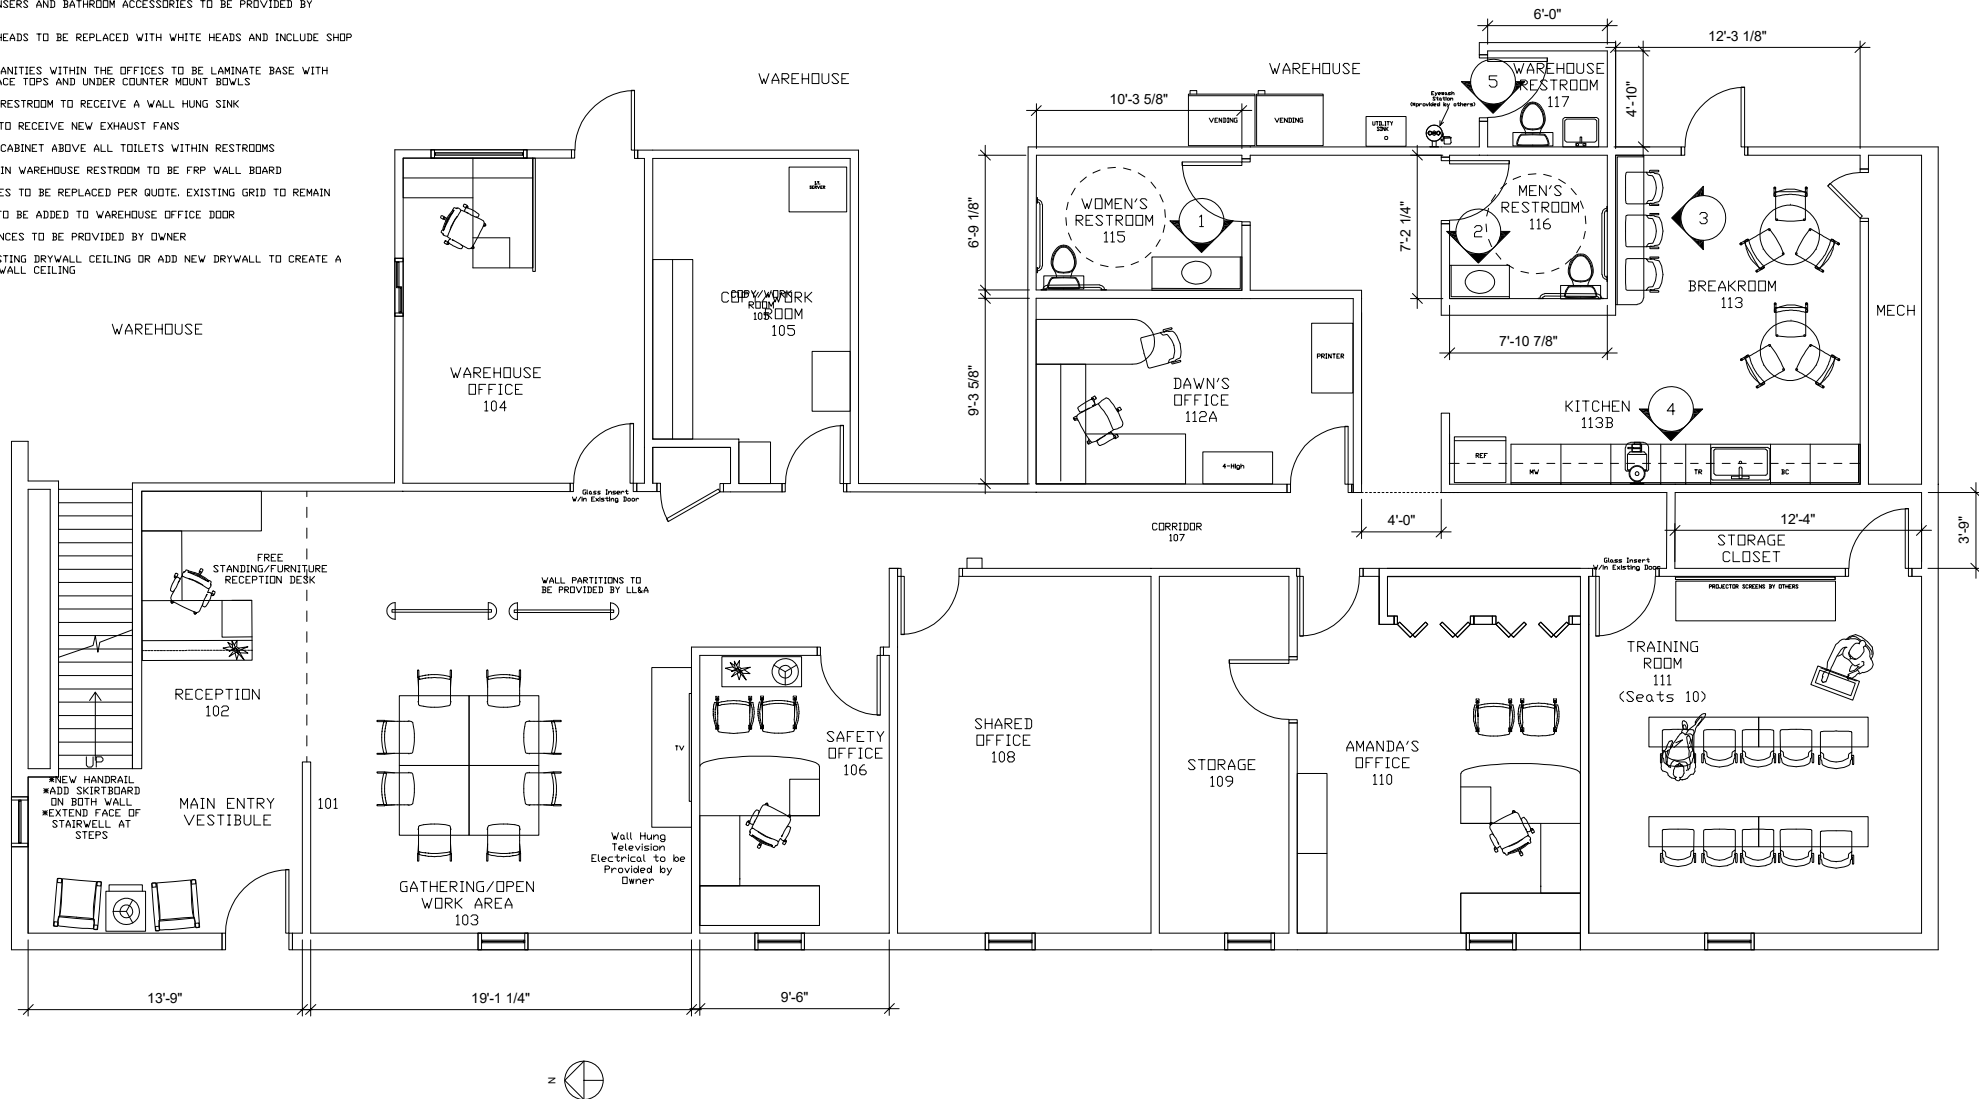 NSERS AND BATHROOM ACCESSORIES TO BE PROVIDED BY
HEADS TO BE REPLACED WITH WHITE HEADS AND INCLUDE SHOP
ANITIES WITHIN THE OFFICES TO BE LAMINATE BASE WITH
ACE TOPS AND UNDER COUNTER MOUNT BOWLS
RESTROOM TO RECEIVE A WALL HUNG SINK
TO RECEIVE NEW EXHAUST FANS
CABINET ABOVE ALL TOILETS WITHIN RESTROOMS
IN WAREHOUSE RESTROOM TO BE FRP WALL BOARD
ES TO BE REPLACED PER QUOTE. EXISTING GRID TO REMAIN
TO BE ADDED TO WAREHOUSE OFFICE DOOR
NCES TO BE PROVIDED BY OWNER
STING DRYWALL CEILING OR ADD NEW DRYWALL TO CREATE A
WALL CEILING
WAREHOUSE
WAREHOUSE
WAREHOUSE
6'-0"
12'-3 1/8"
10'-3 5/8"
4'-10"
VENDING
VENDING
UTILITY
SINK
Eyewash
Station
(*provided by others)
5
WAREHOUSE
RESTROOM
117
SERVER
WOMEN'S
RESTROOM
115
1
6'-9 1/8"
7'-2 1/4"
2
MEN'S
RESTROOM
116
3
BREAKROOM
113
MECH
COPY/WORK
ROOM
105
COPY/WORK
ROOM
105
WAREHOUSE
OFFICE
104
9'-3 5/8"
DAWN'S
OFFICE
112A
PRINTER
4-High
7'-10 7/8"
KITCHEN
113B
4
REF
MW
TR
BC
Glass Insert
W/in Existing Door
CORRIDOR
107
4'-0"
12'-4"
3'-9"
STORAGE
CLOSET
Glass Insert
W/in Existing Door
PROJECTOR SCREENS BY OTHERS
FREE
STANDING/FURNITURE
RECEPTION DESK
WALL PARTITIONS TO
BE PROVIDED BY LL&A
RECEPTION
102
UP
*NEW HANDRAIL
*ADD SKIRTBOARD
ON BOTH WALL
*EXTEND FACE OF
STAIRWELL AT
STEPS
MAIN ENTRY
VESTIBULE
101
TV
Wall Hung
Television
Electrical to be
Provided by
Owner
GATHERING/OPEN
WORK AREA
103
SAFETY
OFFICE
106
SHARED
OFFICE
108
STORAGE
109
AMANDA'S
OFFICE
110
TRAINING
ROOM
111
(Seats 10)
13'-9"
19'-1 1/4"
9'-6"
N